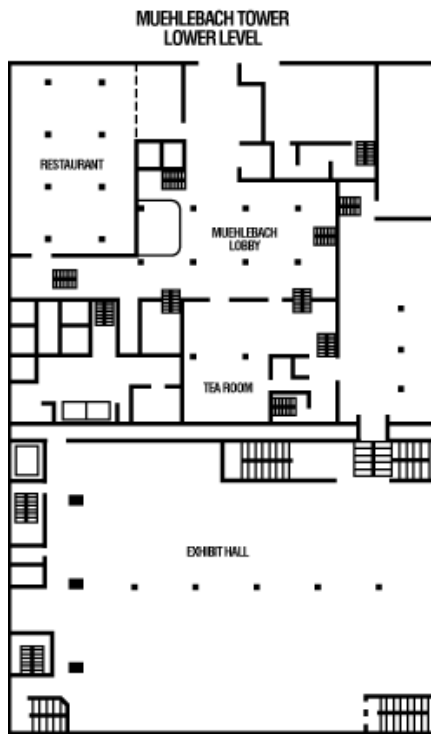 MUEHLEBACH TOWER
LOWER LEVEL
RESTAURANT
MUEHLEBACH
LOBBY
TEA ROOM
EXHIBIT HALL